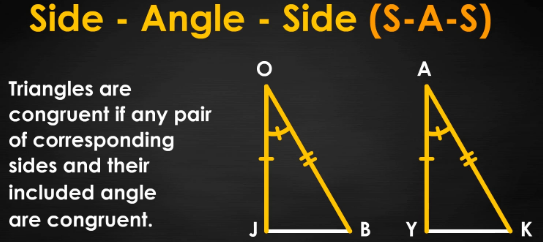 Side - Angle - Side (S-A-S)
Triangles are
congruent if any pair
of corresponding
sides and their
included angle
are congruent.
O
J
B
A
Y
K